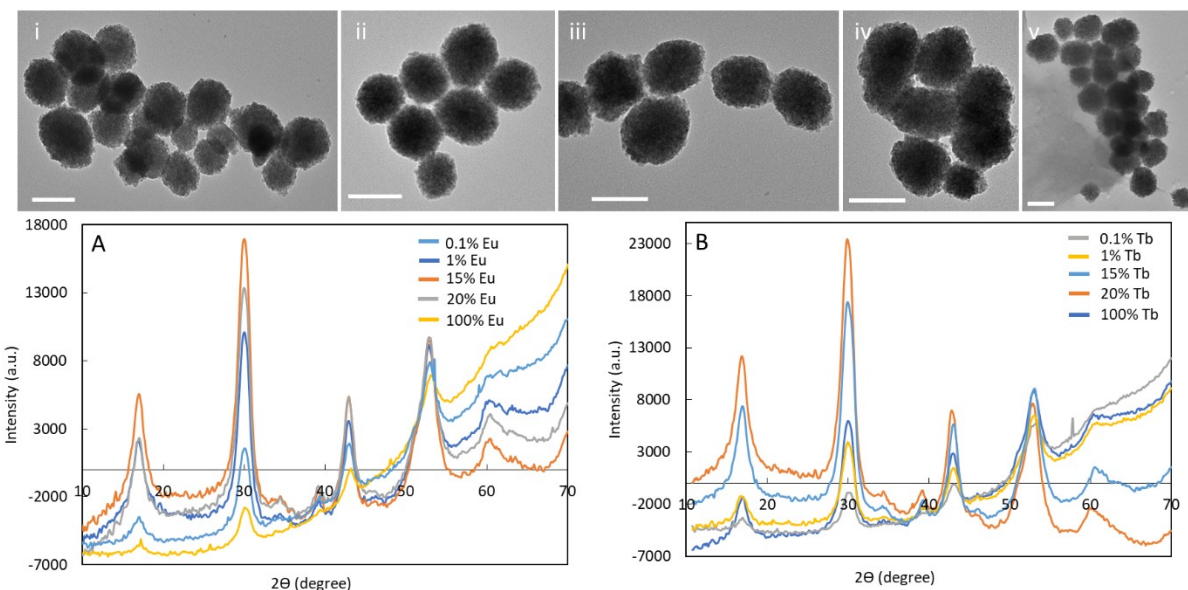 i
ii
iii
iv
v
A
18000
13000
8000
3000
-2000
-7000
Intensity (a.u.)
0.1% Eu
1% Eu
15% Eu
20% Eu
100% Eu
10 20 30 40 50 60 70
2Θ (degree)
B
23000
18000
13000
8000
3000
-2000
-7000
Intensity (a.u.)
0.1% Tb
1% Tb
15% Tb
20% Tb
100% Tb
10 20 30 40 50 60 70
2Θ (degree)